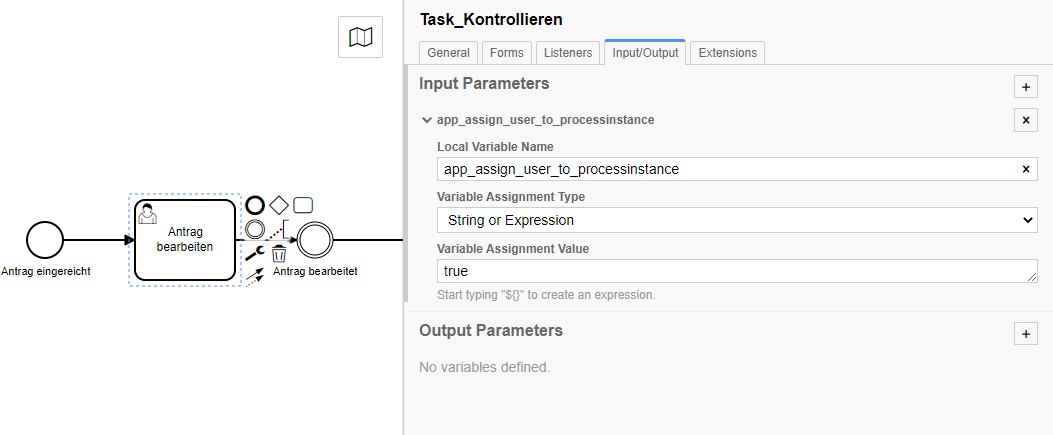 Task_Kontrollieren
General
Forms
Listeners
Input/Output
Extensions
Input Parameters
+
app_assign_user_to_processinstance
×
Local Variable Name
app_assign_user_to_processinstance
×
Variable Assignment Type
String or Expression
Variable Assignment Value
true
Start typing "${}" to create an expression.
Output Parameters
+
No variables defined.
Antrag
bearbeiten
Antrag eingereicht
Antrag bearbeitet